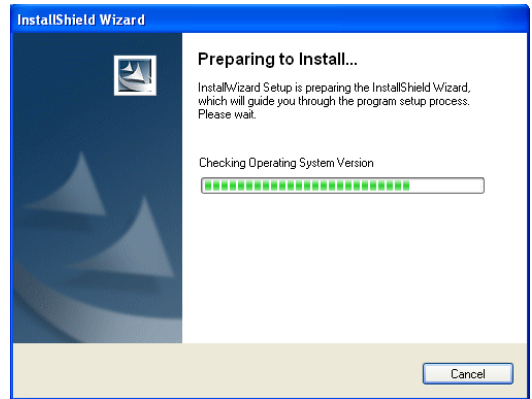 InstallShield Wizard
Preparing to Install...
InstallWizard Setup is preparing the InstallShield Wizard,
which will guide you through the program setup process.
Please wait.
Checking Operating System Version
Cancel